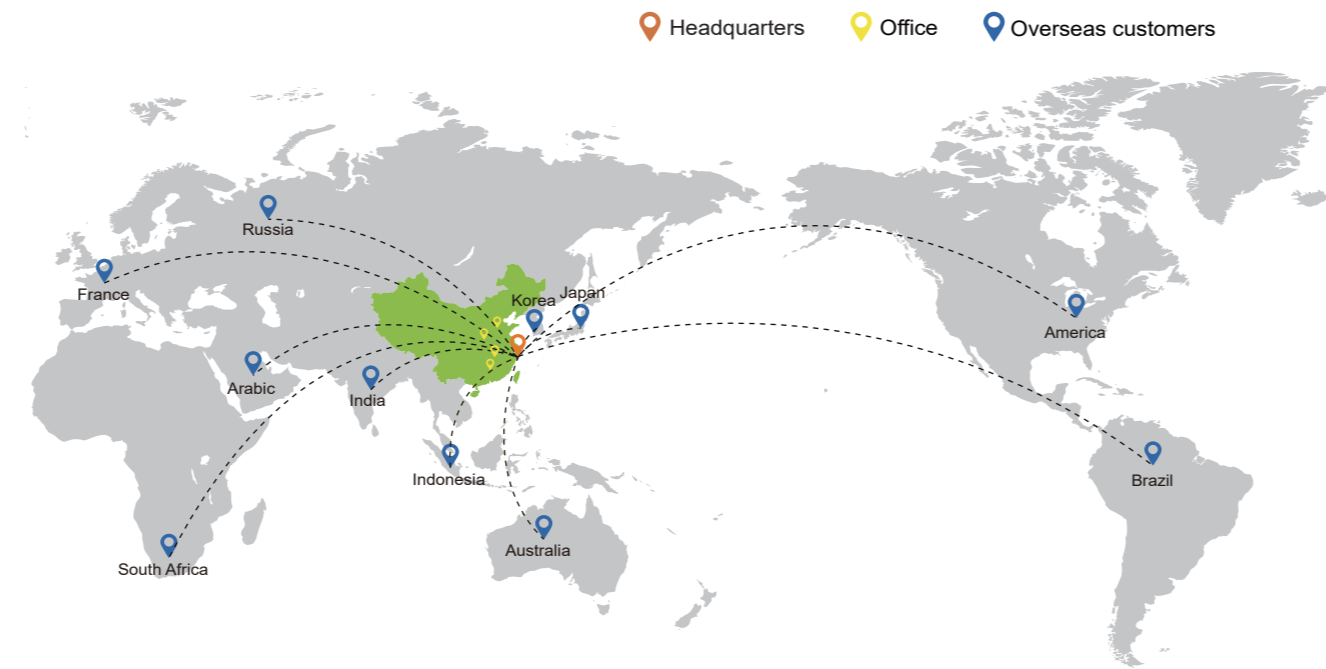 Headquarters
Office
Overseas customers
Russia
France
Korea
Japan
America
Arabic
India
Indonesia
Brazil
Australia
South Africa